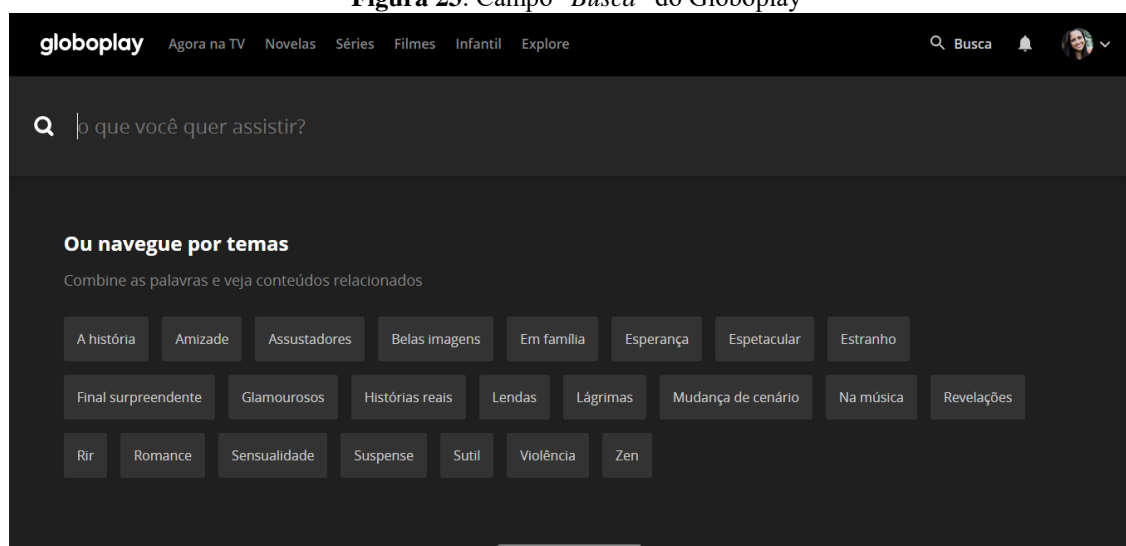 Figura 25. Campo "Busca" do Globoplay
globoplay Agora na TV Novelas Séries Filmes Infantil Explore Busca
o que você quer assistir?
Ou navegue por temas
Combine as palavras e veja conteúdos relacionados
A história Amizade Assustadores Belas imagens Em família Esperança Espetacular Estranho
Final surpreendente Glamourosos Histórias reais Lendas Lágrimas Mudança de cenário Na música Revelações
Rir Romance Sensualidade Suspense Sutil Violência Zen